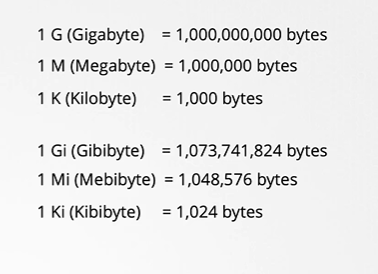 1 G (Gigabyte) = 1,000,000,000 bytes
1 M (Megabyte) = 1,000,000 bytes
1 K (Kilobyte) = 1,000 bytes
1 Gi (Gibibyte) = 1,073,741,824 bytes
1 Mi (Mebibyte) = 1,048,576 bytes
1 Ki (Kibibyte) = 1,024 bytes